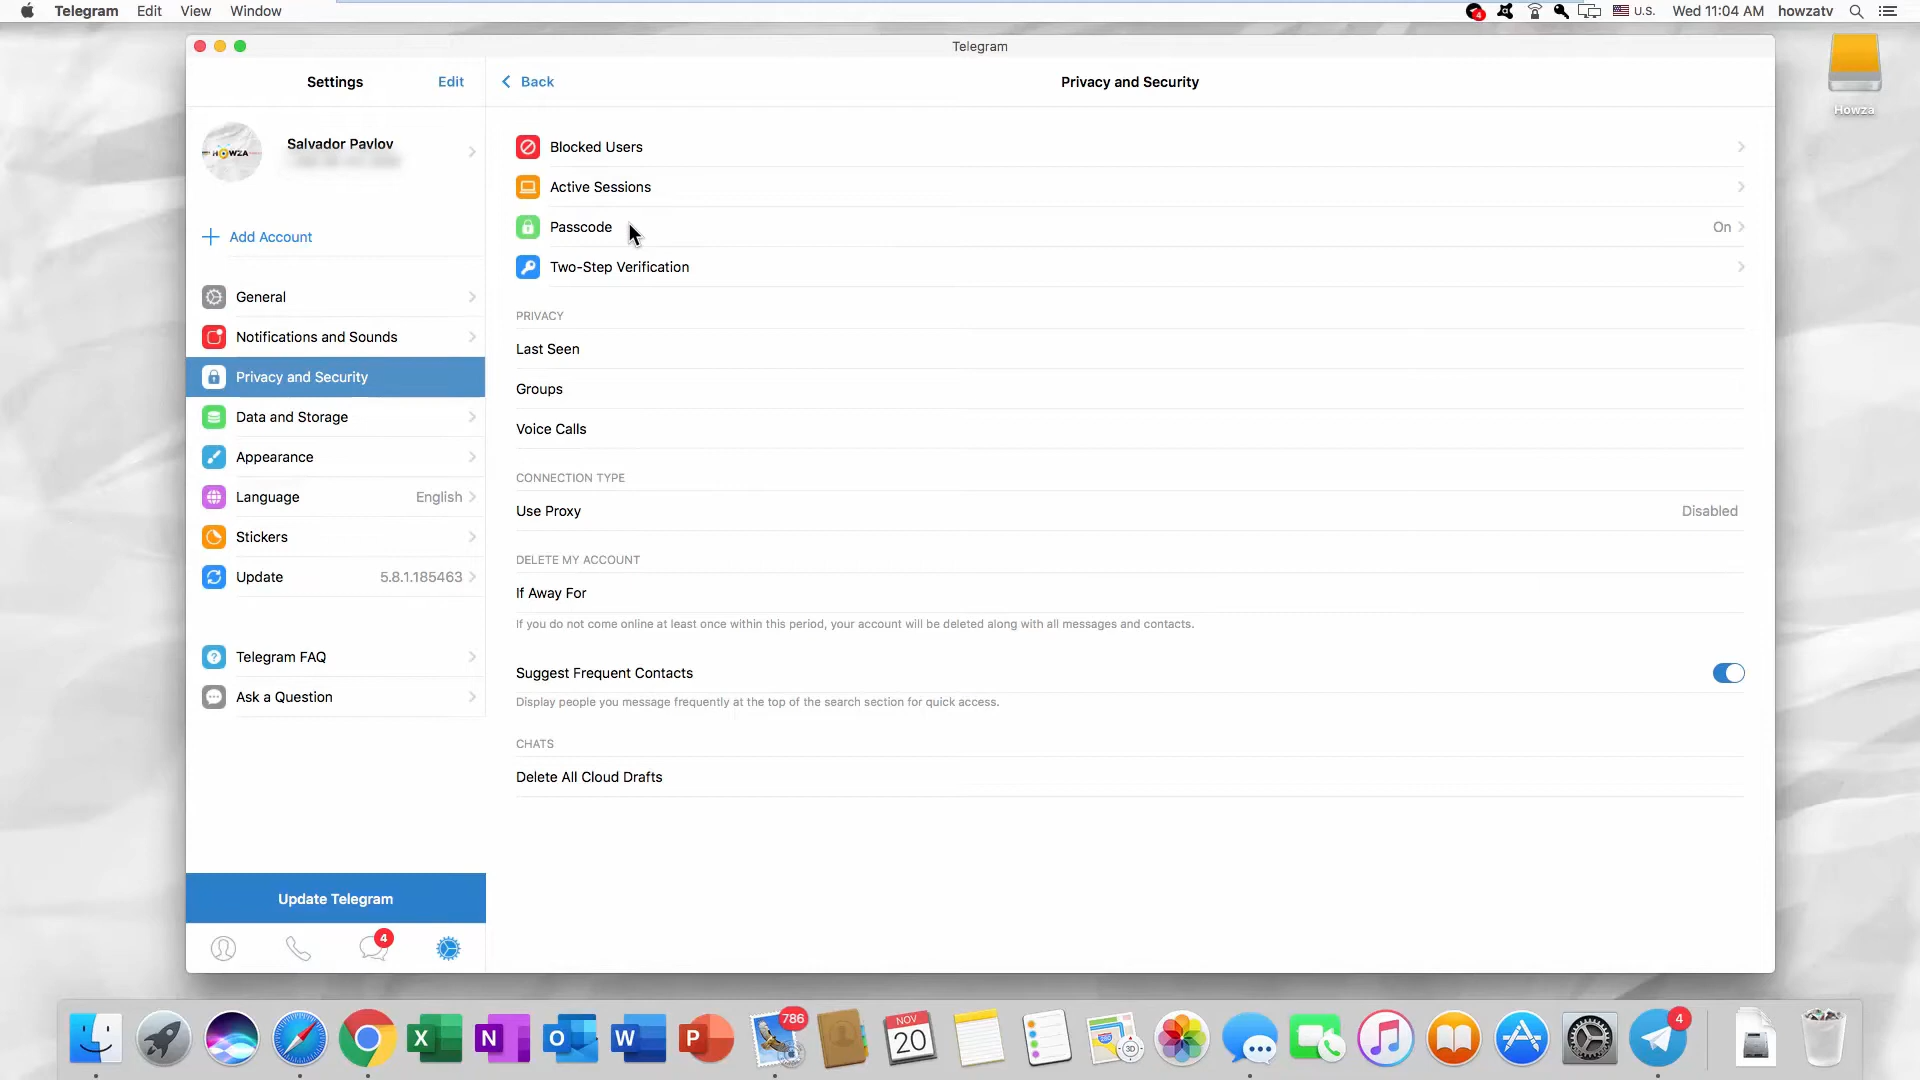 Telegram Edit View Window
4 U.S. Wed 11:04 AM howzatv
Telegram
Settings Edit
Back Privacy and Security
Howza
HOWZA
Salvador Pavlov
Add Account
General
Notifications and Sounds
Privacy and Security
Data and Storage
Appearance
Language English
Stickers
Update 5.8.1.185463
Telegram FAQ
Ask a Question
Update Telegram
4
Blocked Users
Active Sessions
Passcode On
Two-Step Verification
PRIVACY
Last Seen
Groups
Voice Calls
CONNECTION TYPE
Use Proxy Disabled
DELETE MY ACCOUNT
If Away For
If you do not come online at least once within this period, your account will be deleted along with all messages and contacts.
Suggest Frequent Contacts
Display people you message frequently at the top of the search section for quick access.
CHATS
Delete All Cloud Drafts
X N O W P 786 NOV 20 3D 4